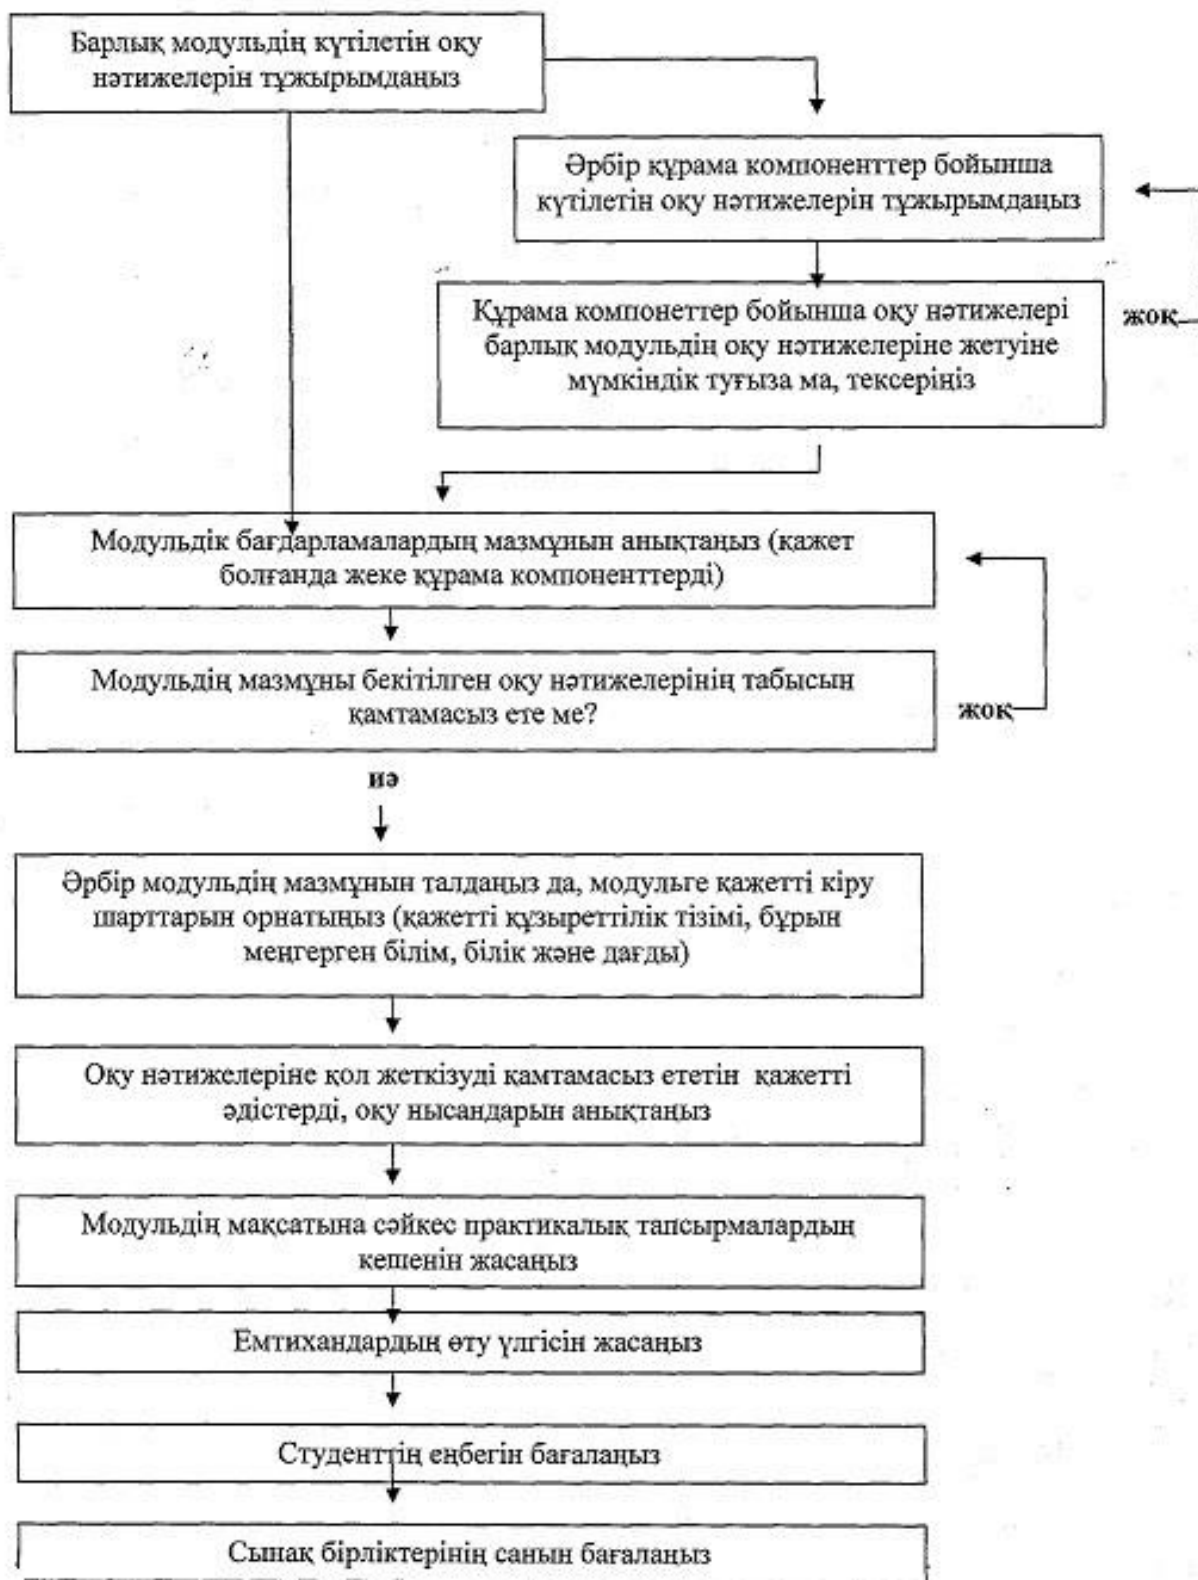 Барлық модульдің күтілетін оқу
нәтижелерін тұжырымдаңыз
Әрбір құрама компоненттер бойынша
күтілетін оқу нәтижелерін тұжырымдаңыз
Құрама компонеттер бойынша оқу нәтижелері
барлық модульдің оқу нәтижелеріне жетуіне
мүмкіндік туғыза ма, тексеріңіз
жоқ
Модульдік бағдарламалардың мазмұнын анықтаңыз (қажет
болғанда жеке құрама компоненттерді)
Модульдің мазмұны бекітілген оқу нәтижелерінің табысын
қамтамасыз ете ме?
жоқ
иә
Әрбір модульдің мазмұнын талдаңыз да, модульге қажетті кіру
шарттарын орнатыңыз (қажетті құзыреттілік тізімі, бұрын
меңгерген білім, білік және дағды)
Оқу нәтижелеріне қол жеткізуді қамтамасыз ететін қажетті
әдістерді, оқу нысандарын анықтаңыз
Модульдің мақсатына сәйкес практикалық тапсырмалардың
кешенін жасаңыз
Емтихандардың өту үлгісін жасаңыз
Студенттің еңбегін бағалаңыз
Сынақ бірліктерінің санын бағалаңыз